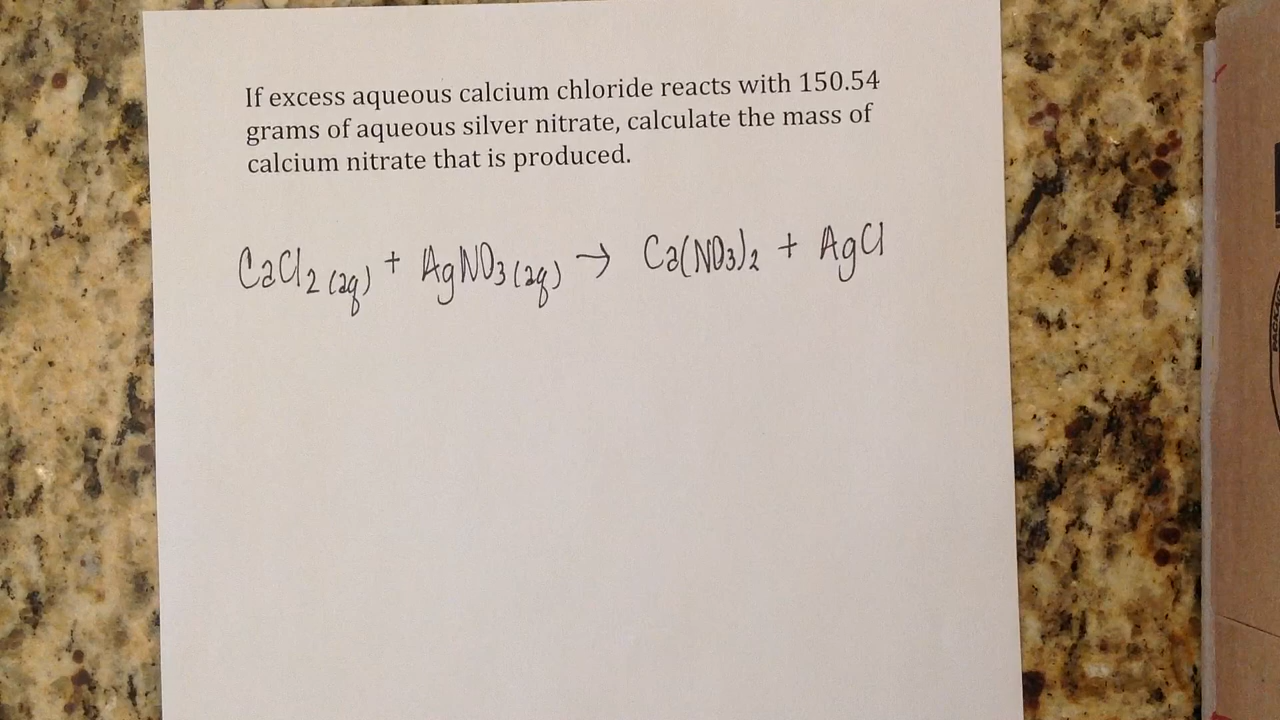 If excess aqueous calcium chloride reacts with 150.54
grams of aqueous silver nitrate, calculate the mass of
calcium nitrate that is produced.
CaCl₂(aq) + AgNO₃(aq) → Ca(NO₃)₂ + AgCl